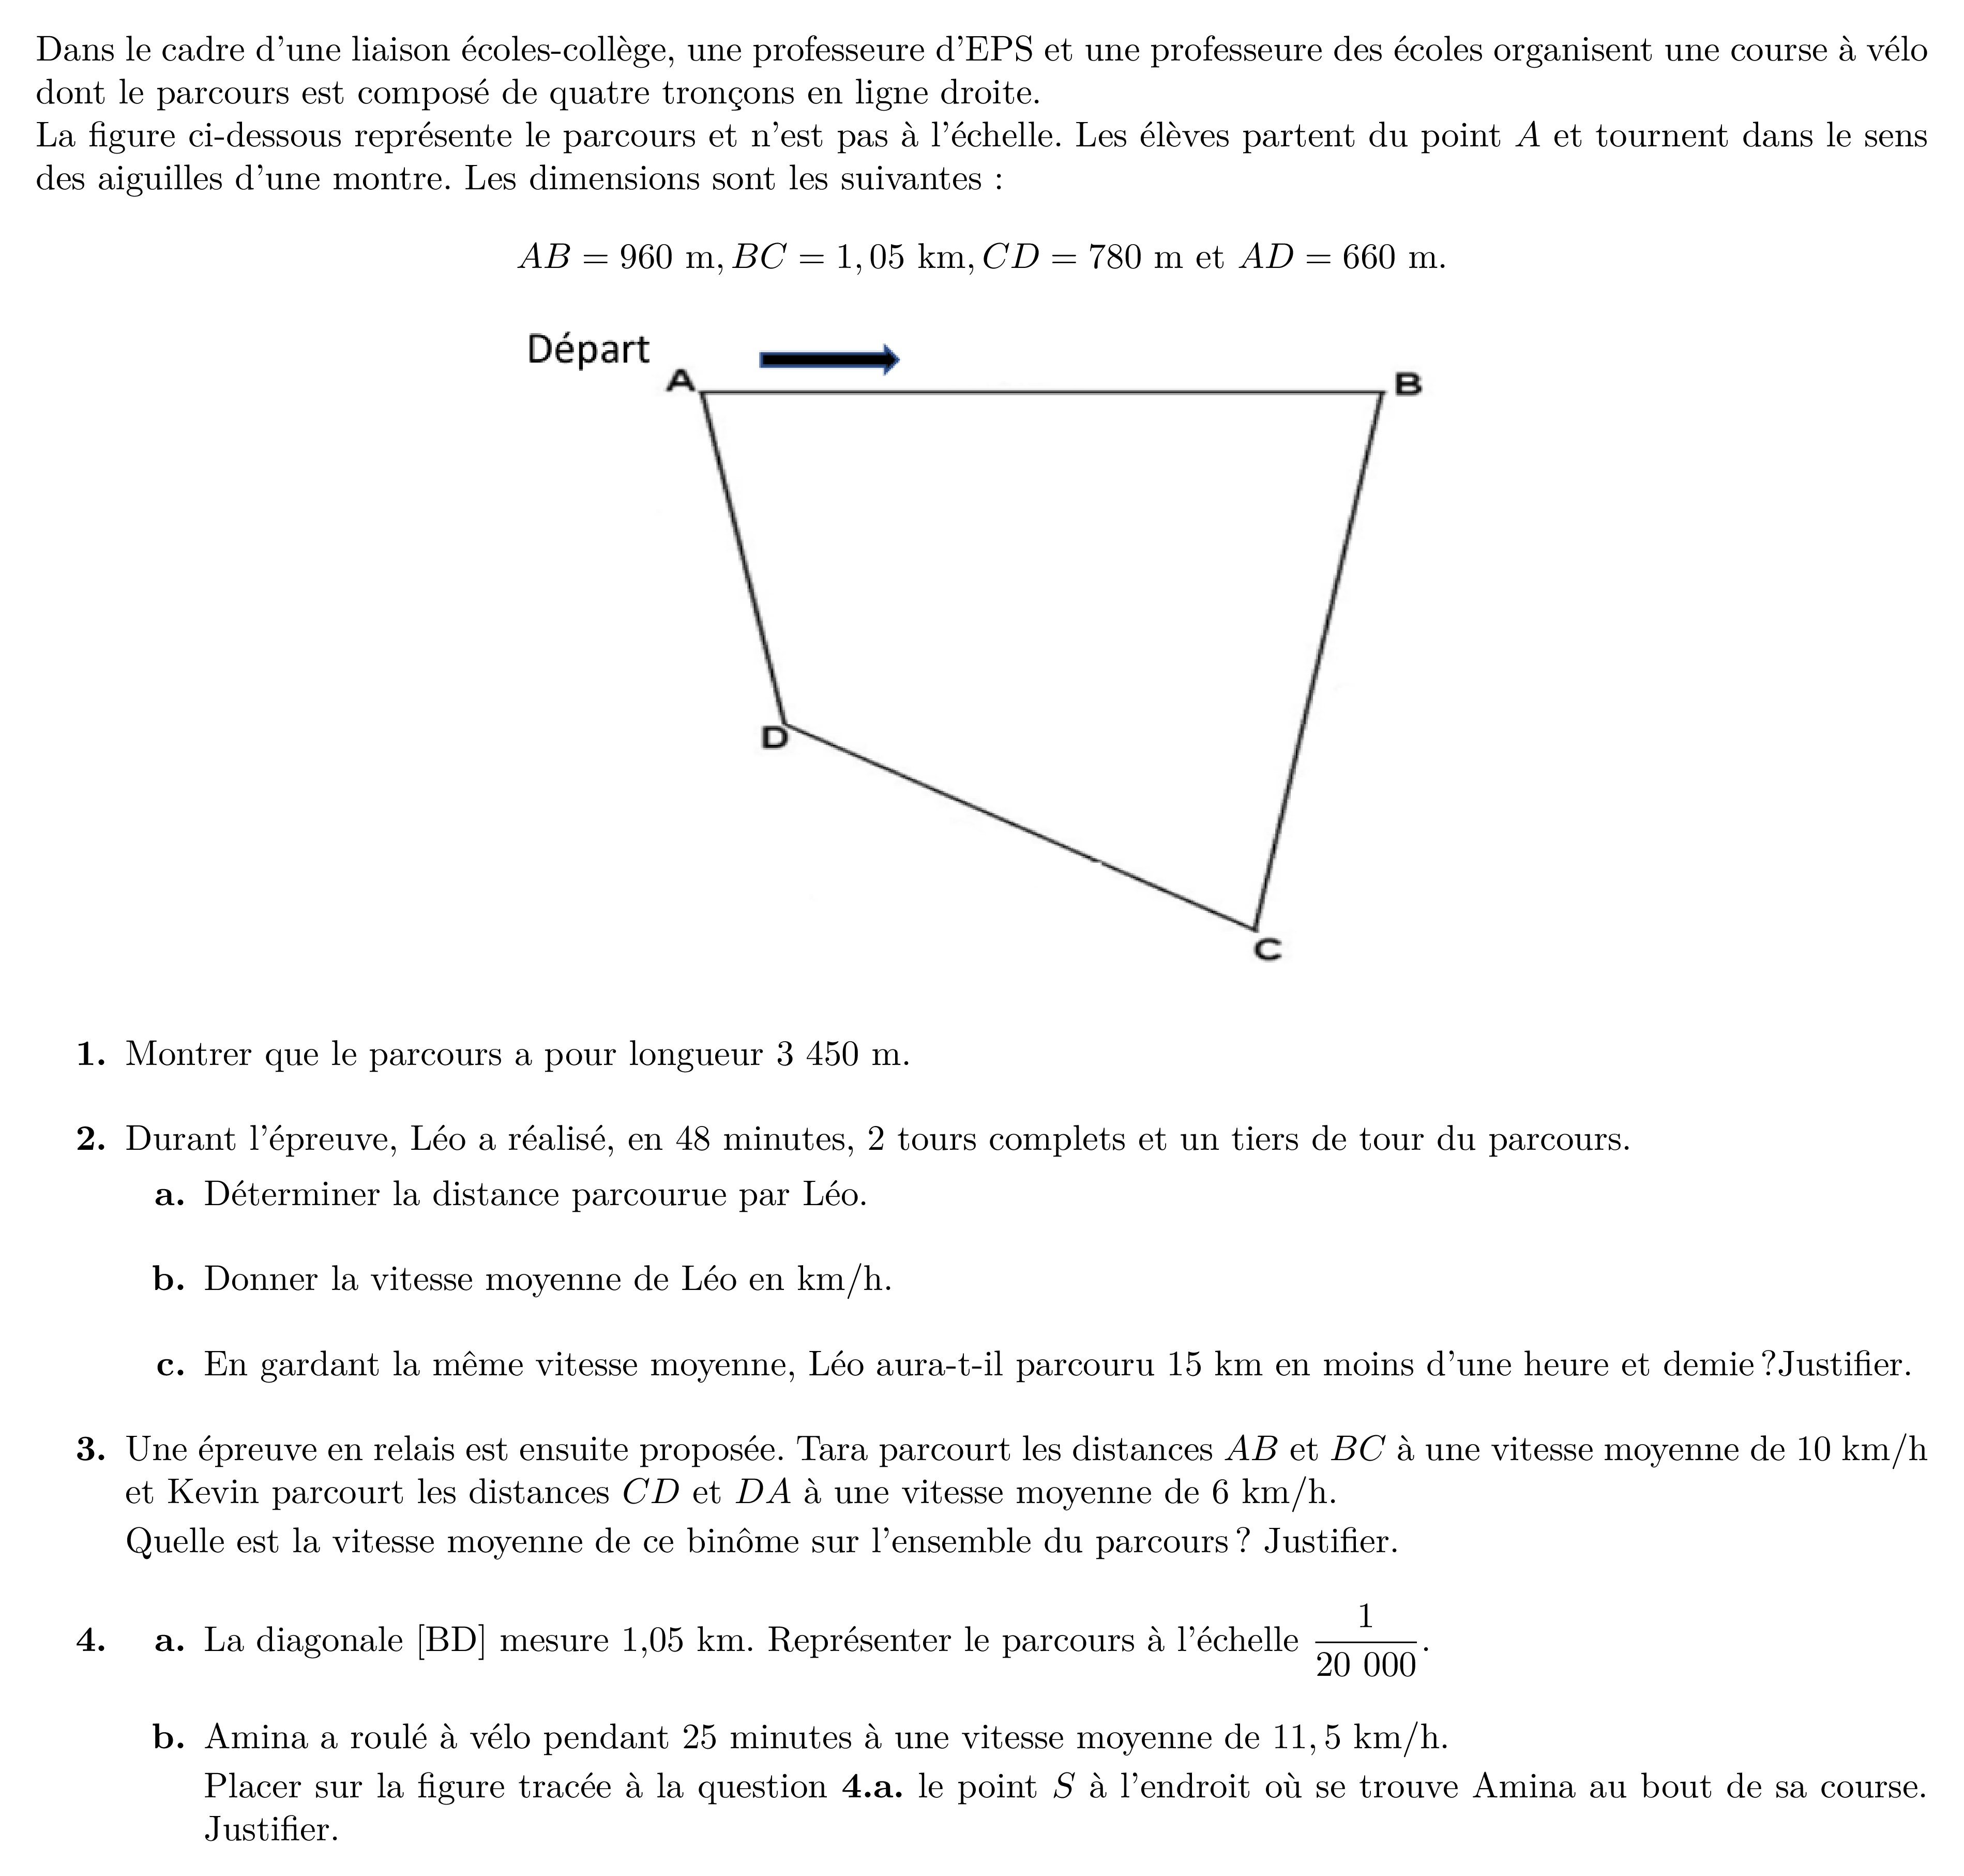 Dans le cadre d'une liaison écoles-collège, une professeure d'EPS et une professeure des écoles organisent une course à vélo
dont le parcours est composé de quatre tronçons en ligne droite.
La figure ci-dessous représente le parcours et n'est pas à l'échelle. Les élèves partent du point A et tournent dans le sens
des aiguilles d'une montre. Les dimensions sont les suivantes :
AB = 960 m, BC = 1, 05 km, CD = 780 m et AD = 660 m.
Départ
A
B
D
C
1. Montrer que le parcours a pour longueur 3 450 m.
2. Durant l'épreuve, Léo a réalisé, en 48 minutes, 2 tours complets et un tiers de tour du parcours.
a. Déterminer la distance parcourue par Léo.
b. Donner la vitesse moyenne de Léo en km/h.
c. En gardant la même vitesse moyenne, Léo aura-t-il parcouru 15 km en moins d'une heure et demie ?Justifier.
3. Une épreuve en relais est ensuite proposée. Tara parcourt les distances AB et BC à une vitesse moyenne de 10 km/h
et Kevin parcourt les distances CD et DA à une vitesse moyenne de 6 km/h.
Quelle est la vitesse moyenne de ce binôme sur l'ensemble du parcours ? Justifier.
4. a. La diagonale [BD] mesure 1,05 km. Représenter le parcours à l'échelle 1/20 000.
b. Amina a roulé à vélo pendant 25 minutes à une vitesse moyenne de 11, 5 km/h.
Placer sur la figure tracée à la question 4.a. le point S à l'endroit où se trouve Amina au bout de sa course.
Justifier.